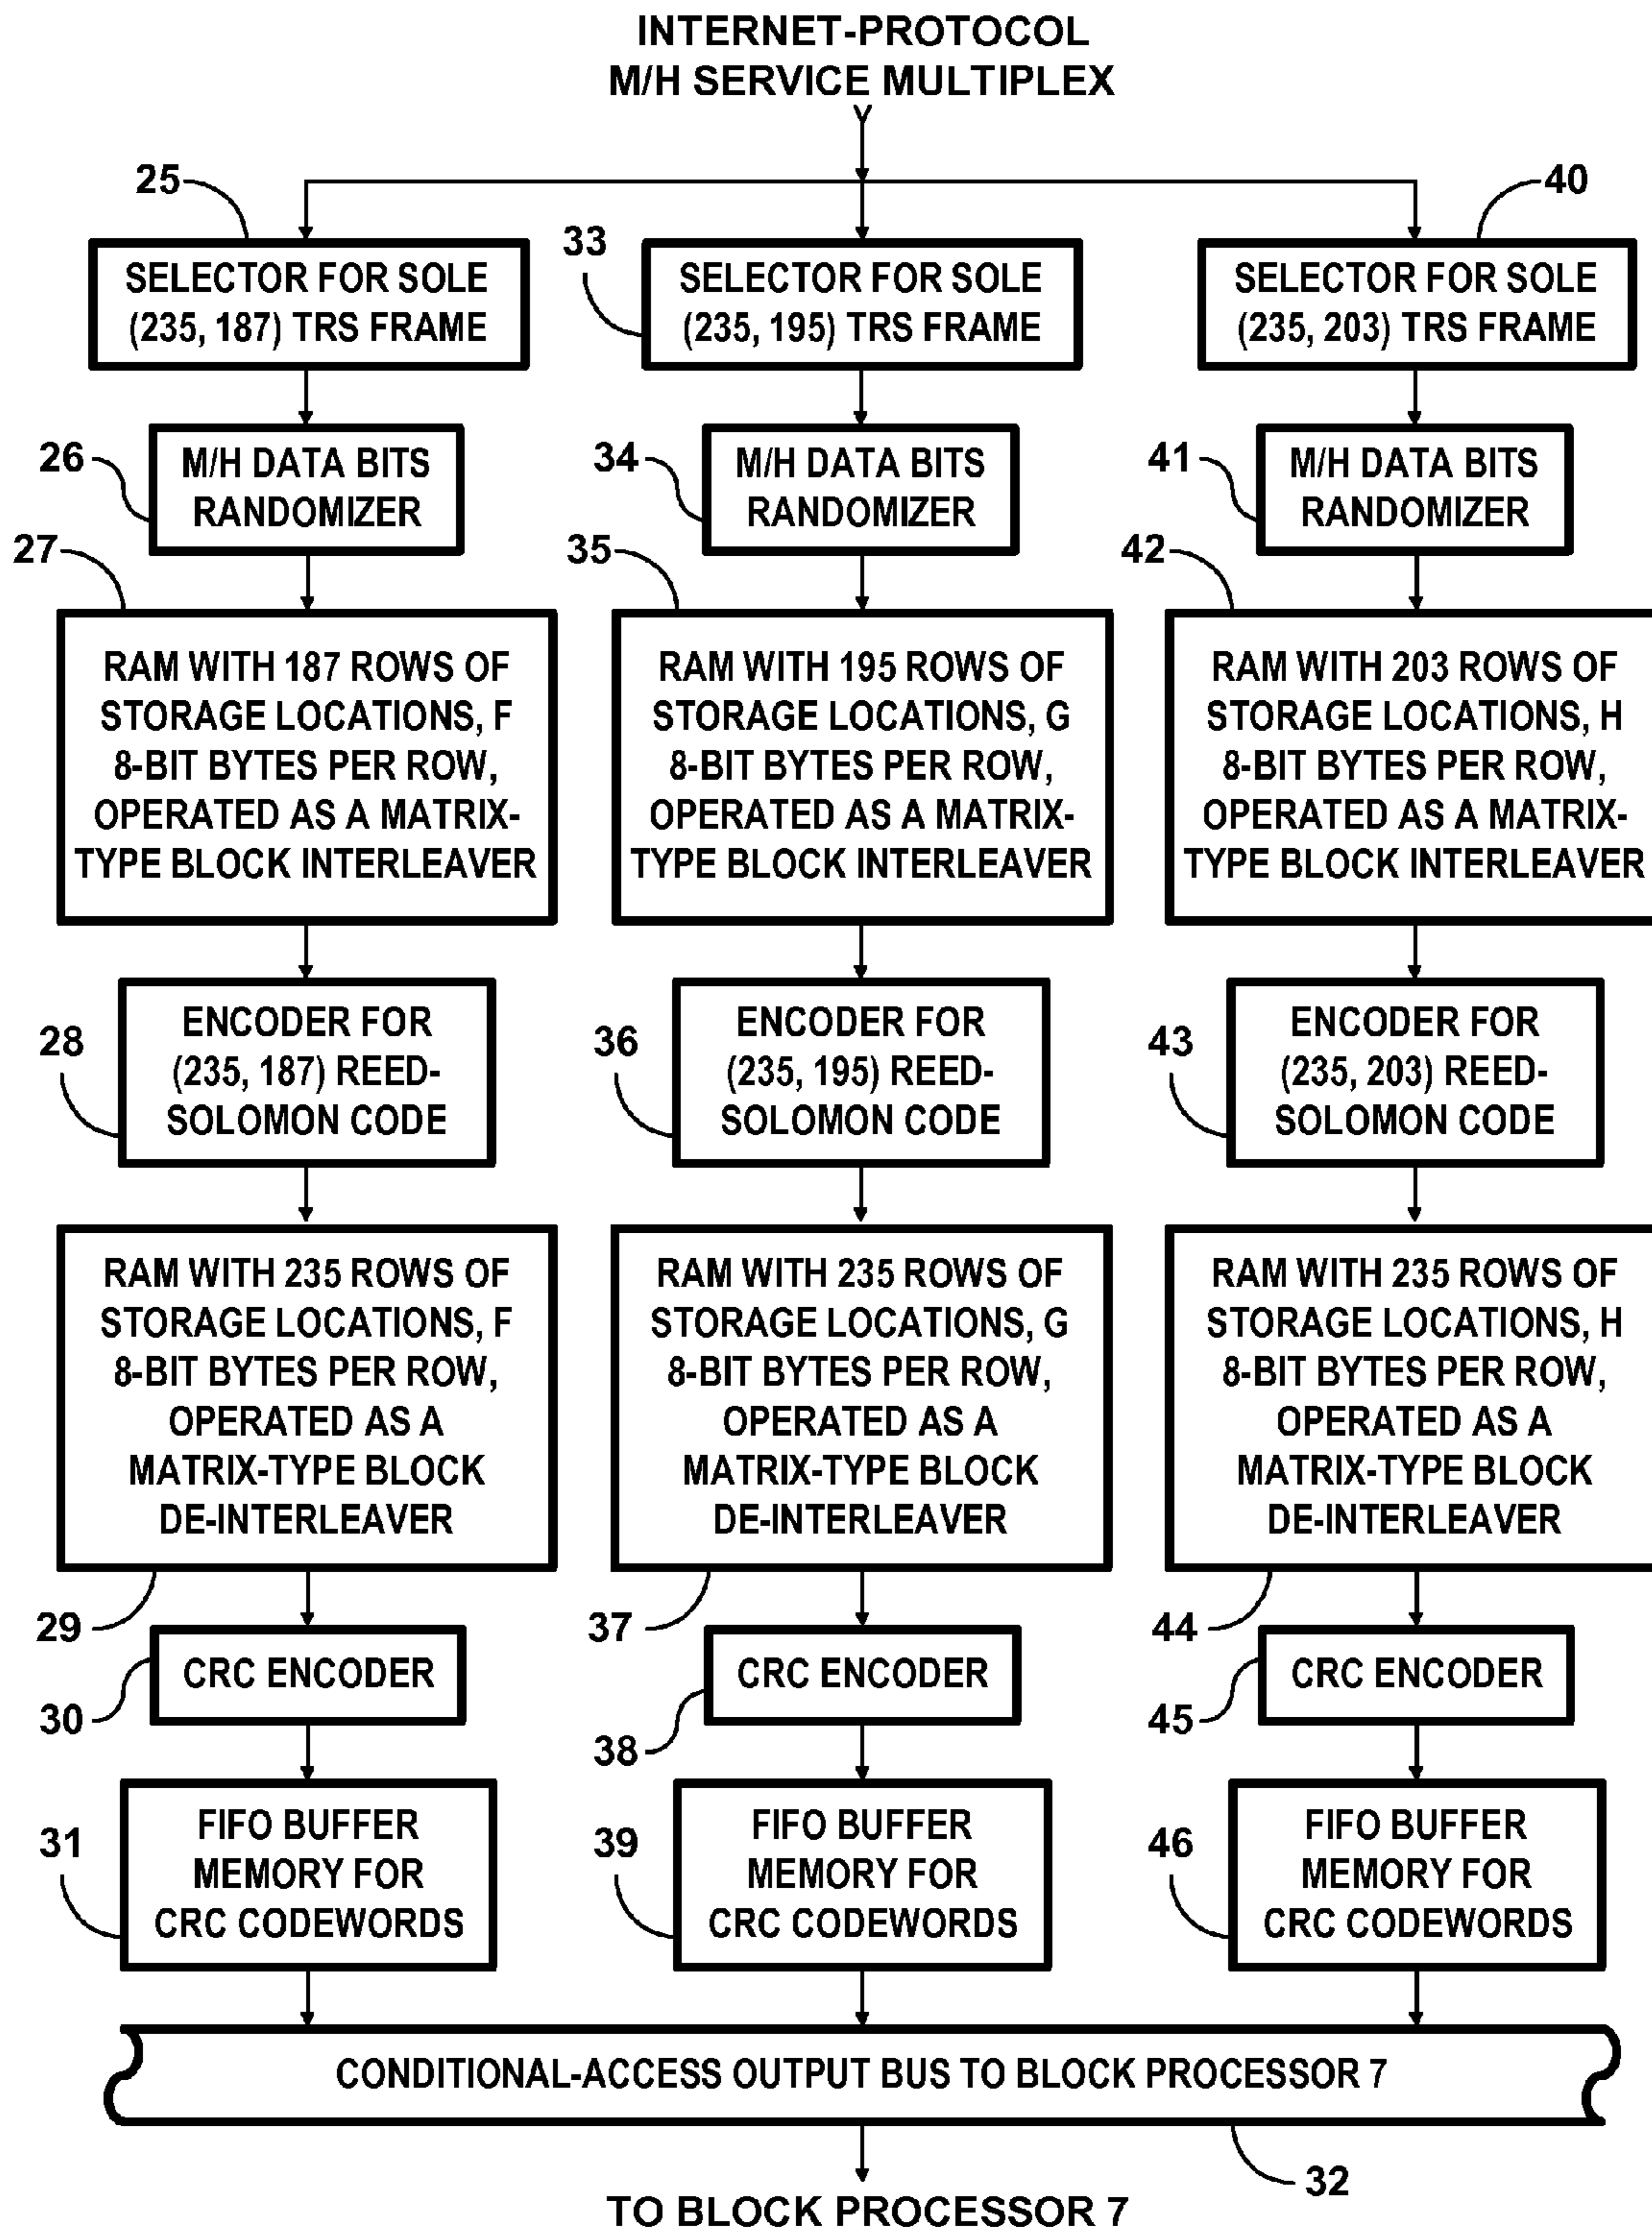 INTERNET-PROTOCOL
M/H SERVICE MULTIPLEX
25
SELECTOR FOR SOLE
(235, 187) TRS FRAME
26
M/H DATA BITS
RANDOMIZER
27
RAM WITH 187 ROWS OF
STORAGE LOCATIONS, F
8-BIT BYTES PER ROW,
OPERATED AS A MATRIX-
TYPE BLOCK INTERLEAVER
28
ENCODER FOR
(235, 187) REED-
SOLOMON CODE
RAM WITH 235 ROWS OF
STORAGE LOCATIONS, F
8-BIT BYTES PER ROW,
OPERATED AS A
MATRIX-TYPE BLOCK
DE-INTERLEAVER
29
CRC ENCODER
30
31
FIFO BUFFER
MEMORY FOR
CRC CODEWORDS
33
SELECTOR FOR SOLE
(235, 195) TRS FRAME
34
M/H DATA BITS
RANDOMIZER
35
RAM WITH 195 ROWS OF
STORAGE LOCATIONS, G
8-BIT BYTES PER ROW,
OPERATED AS A MATRIX-
TYPE BLOCK INTERLEAVER
36
ENCODER FOR
(235, 195) REED-
SOLOMON CODE
RAM WITH 235 ROWS OF
STORAGE LOCATIONS, G
8-BIT BYTES PER ROW,
OPERATED AS A
MATRIX-TYPE BLOCK
DE-INTERLEAVER
37
CRC ENCODER
38
39
FIFO BUFFER
MEMORY FOR
CRC CODEWORDS
40
SELECTOR FOR SOLE
(235, 203) TRS FRAME
41
M/H DATA BITS
RANDOMIZER
42
RAM WITH 203 ROWS OF
STORAGE LOCATIONS, H
8-BIT BYTES PER ROW,
OPERATED AS A MATRIX-
TYPE BLOCK INTERLEAVER
43
ENCODER FOR
(235, 203) REED-
SOLOMON CODE
RAM WITH 235 ROWS OF
STORAGE LOCATIONS, H
8-BIT BYTES PER ROW,
OPERATED AS A
MATRIX-TYPE BLOCK
DE-INTERLEAVER
44
CRC ENCODER
45
46
FIFO BUFFER
MEMORY FOR
CRC CODEWORDS
CONDITIONAL-ACCESS OUTPUT BUS TO BLOCK PROCESSOR 7
32
TO BLOCK PROCESSOR 7